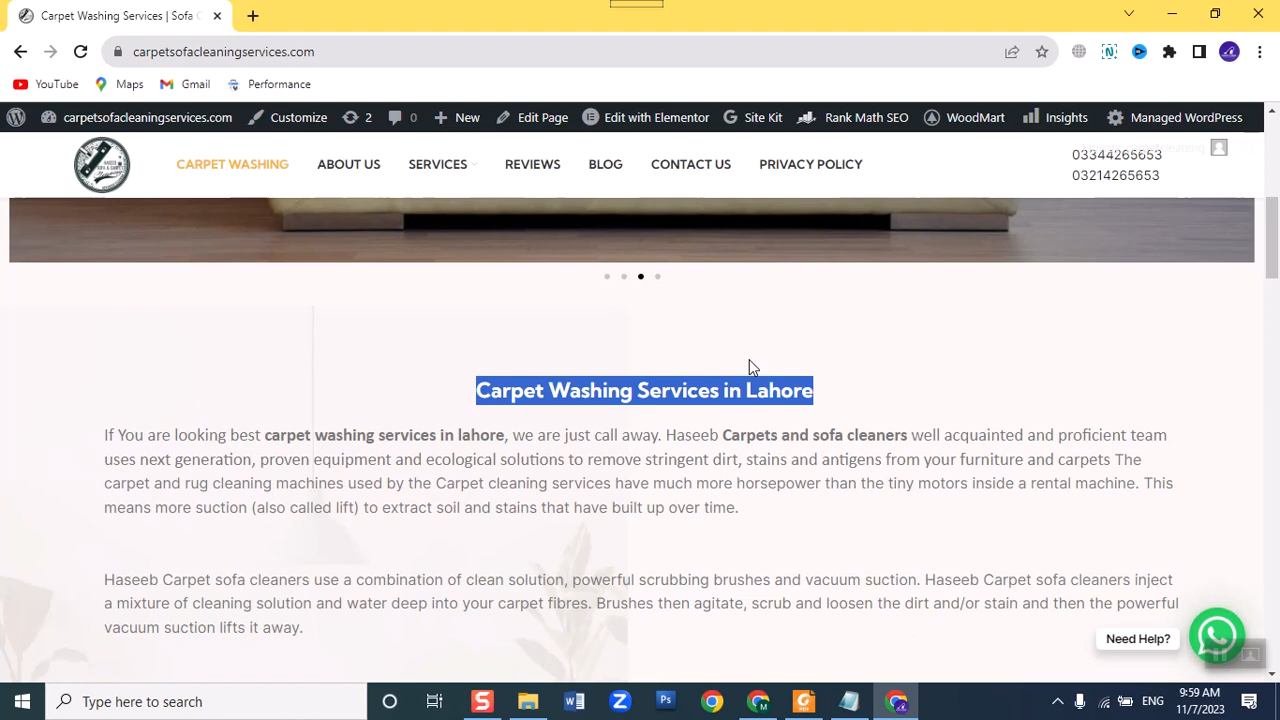 Carpet Washing Services | Sofa C
carpetsofacleaningservices.com
YouTube Maps Gmail Performance
carpetsofacleaningservices.com Customize 2 0 New Edit Page Edit with Elementor Site Kit Rank Math SEO WoodMart Insights Managed WordPress
CARPET WASHING ABOUT US SERVICES REVIEWS BLOG CONTACT US PRIVACY POLICY
03344265653
03214265653
Carpet Washing Services in Lahore
If You are looking best carpet washing services in lahore, we are just call away. Haseeb Carpets and sofa cleaners well acquainted and proficient team
uses next generation, proven equipment and ecological solutions to remove stringent dirt, stains and antigens from your furniture and carpets The
carpet and rug cleaning machines used by the Carpet cleaning services have much more horsepower than the tiny motors inside a rental machine. This
means more suction (also called lift) to extract soil and stains that have built up over time.
Haseeb Carpet sofa cleaners use a combination of clean solution, powerful scrubbing brushes and vacuum suction. Haseeb Carpet sofa cleaners inject
a mixture of cleaning solution and water deep into your carpet fibres. Brushes then agitate, scrub and loosen the dirt and/or stain and then the powerful
vacuum suction lifts it away.
Need Help?
Type here to search
ENG
9:59 AM
11/7/2023